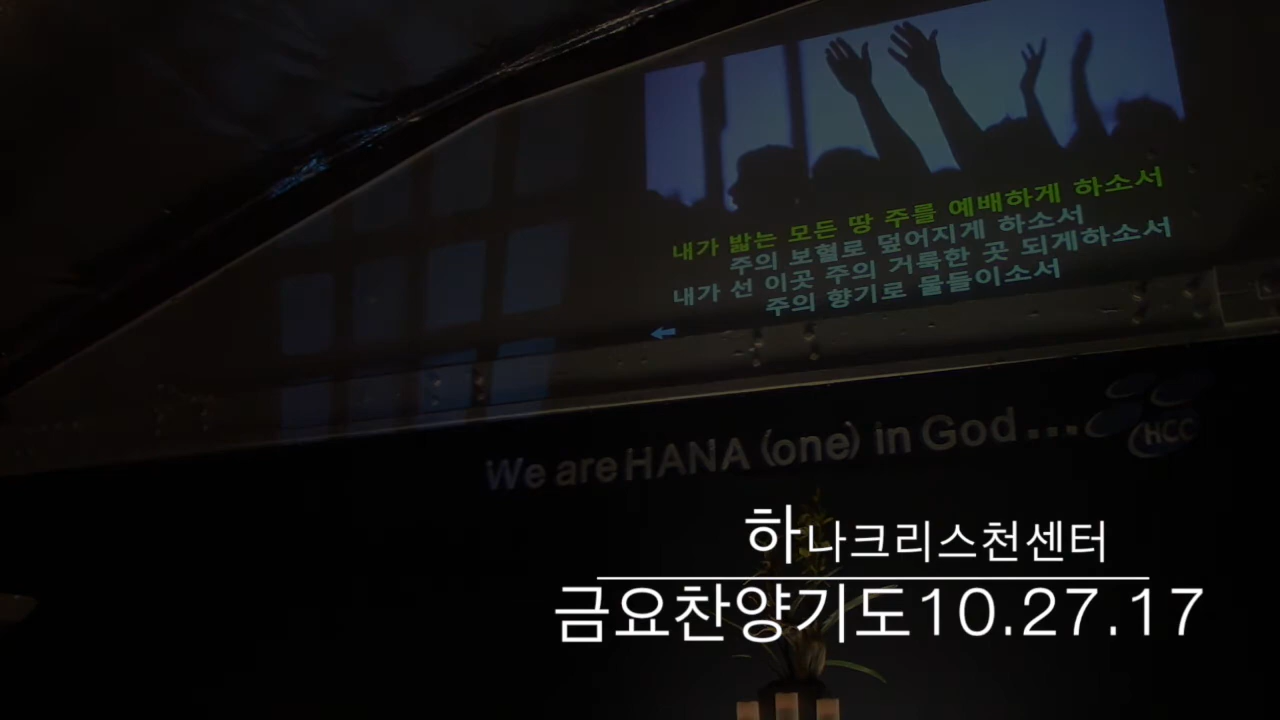 내가 밟는 모든 땅 주를 예배하게 하소서
주의 보혈로 덮어지게 하소서
내가 선 이곳 주의 거룩한 곳 되게하소서
주의 향기로 물들이소서
We are HANA (one) in God...
HCC
하나크리스천센터
금요찬양기도10.27.17